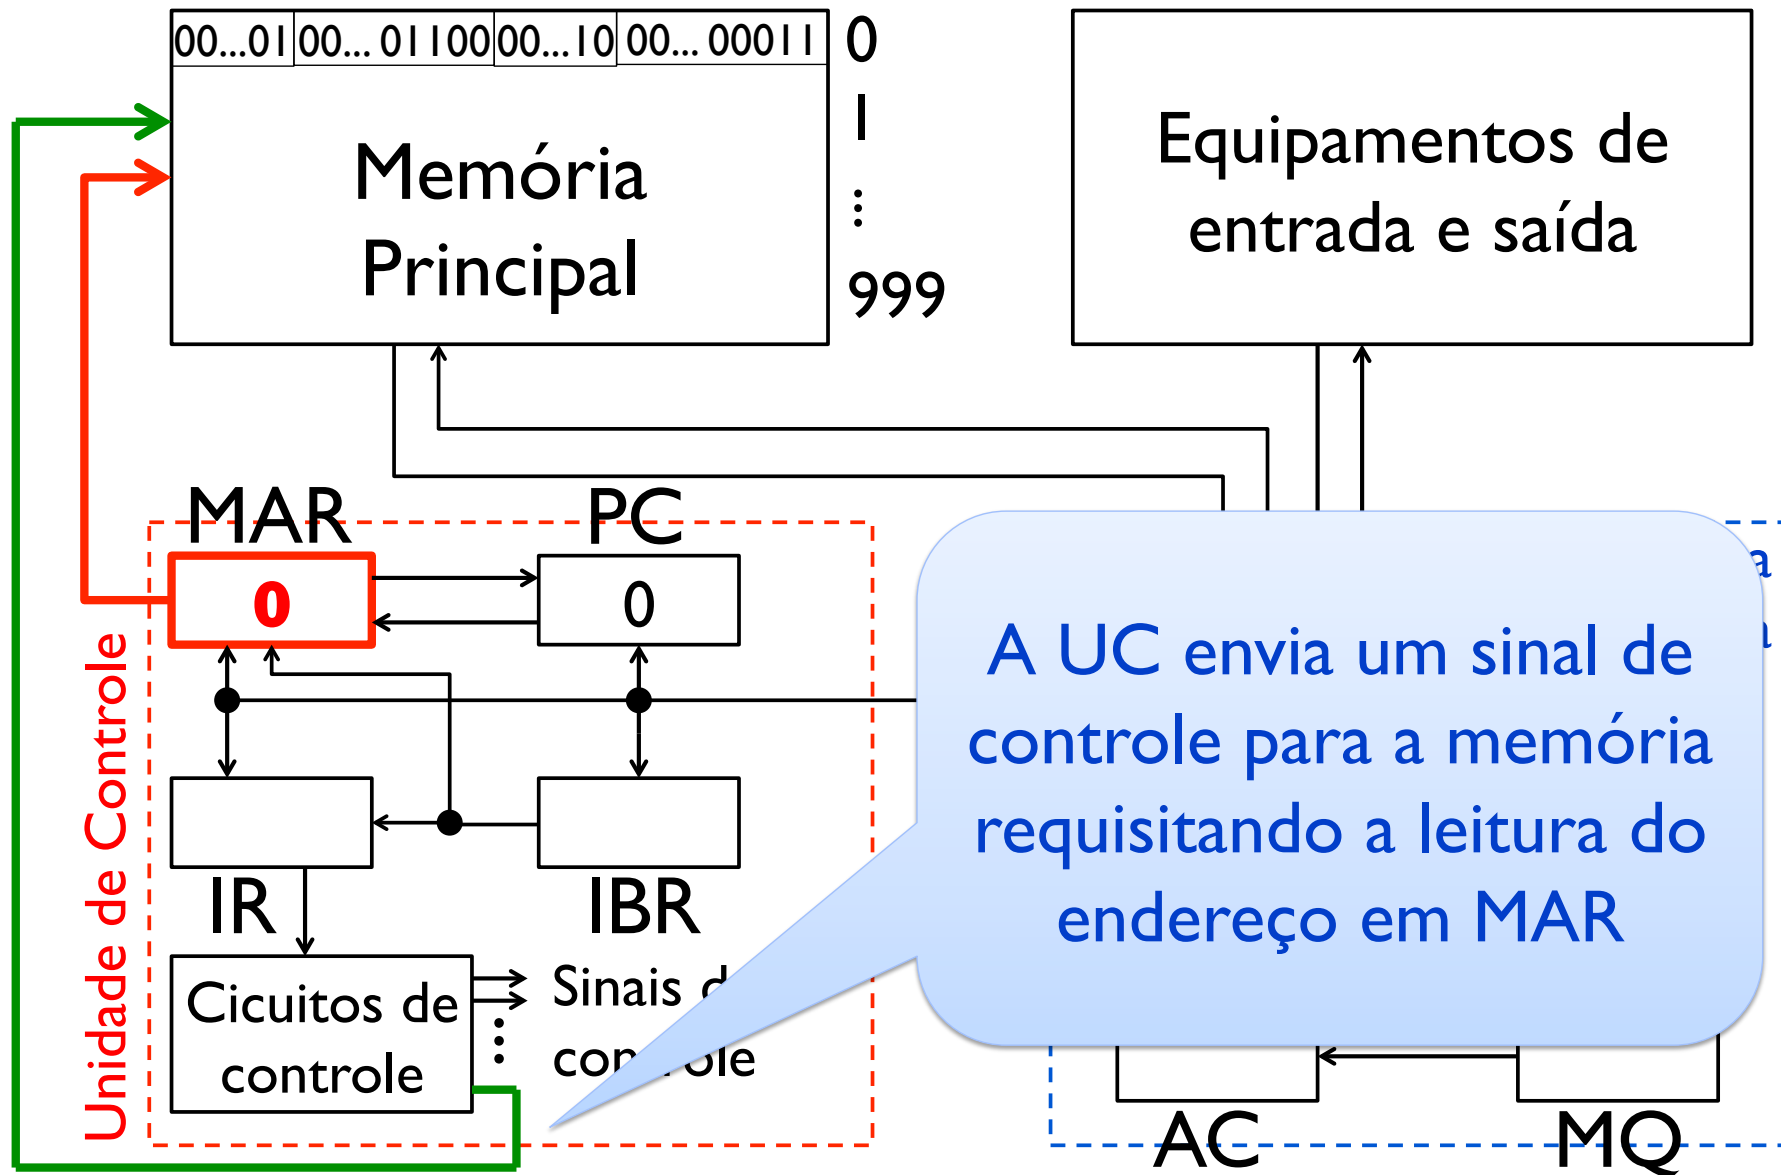 00...01 00... 01100 00...10 00... 00011 0
1
⋮
999
Memória
Principal
Equipamentos de
entrada e saída
MAR
PC
0
0
Unidade de Controle
IR
IBR
Cicuitos de
controle
Sinais d
controle
A UC envia um sinal de
controle para a memória
requisitando a leitura do
endereço em MAR
a
a
AC
MQ